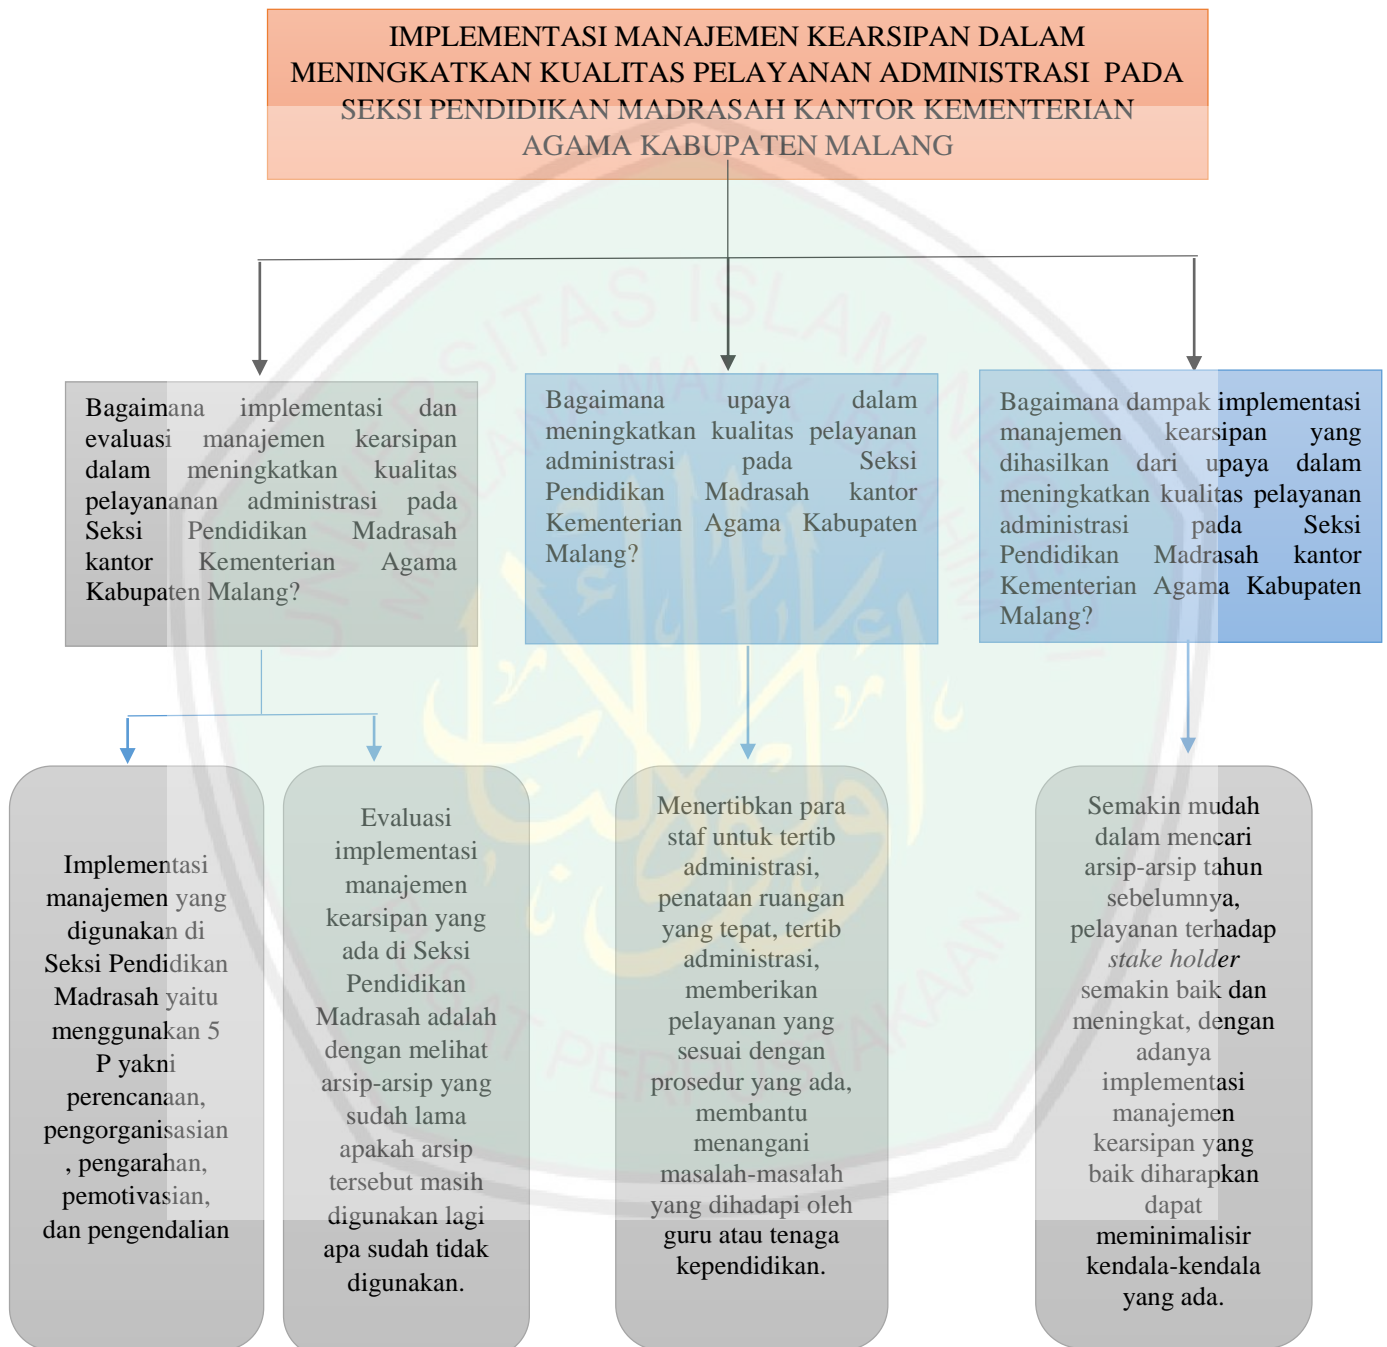 IMPLEMENTASI MANAJEMEN KEARSIPAN DALAM
MENINGKATKAN KUALITAS PELAYANAN ADMINISTRASI PADA
SEKSI PENDIDIKAN MADRASAH KANTOR KEMENTERIAN
AGAMA KABUPATEN MALANG
Bagaimana implementasi dan
evaluasi manajemen kearsipan
dalam meningkatkan kualitas
pelayananan administrasi pada
Seksi Pendidikan Madrasah
kantor Kementerian Agama
Kabupaten Malang?
Bagaimana upaya dalam
meningkatkan kualitas pelayanan
administrasi pada Seksi
Pendidikan Madrasah kantor
Kementerian Agama Kabupaten
Malang?
Bagaimana dampak implementasi
manajemen kearsipan yang
dihasilkan dari upaya dalam
meningkatkan kualitas pelayanan
administrasi pada Seksi
Pendidikan Madrasah kantor
Kementerian Agama Kabupaten
Malang?
Implementasi
manajemen yang
digunakan di
Seksi Pendidikan
Madrasah yaitu
menggunakan 5
P yakni
perencanaan,
pengorganisasian
, pengarahan,
pemotivasian,
dan pengendalian
Evaluasi
implementasi
manajemen
kearsipan yang
ada di Seksi
Pendidikan
Madrasah adalah
dengan melihat
arsip-arsip yang
sudah lama
apakah arsip
tersebut masih
digunakan lagi
apa sudah tidak
digunakan.
Menertibkan para
staf untuk tertib
administrasi,
penataan ruangan
yang tepat, tertib
administrasi,
memberikan
pelayanan yang
sesuai dengan
prosedur yang ada,
membantu
menangani
masalah-masalah
yang dihadapi oleh
guru atau tenaga
kependidikan.
Semakin mudah
dalam mencari
arsip-arsip tahun
sebelumnya,
pelayanan terhadap
stake holder
semakin baik dan
meningkat, dengan
adanya
implementasi
manajemen
kearsipan yang
baik diharapkan
dapat
meminimalisir
kendala-kendala
yang ada.